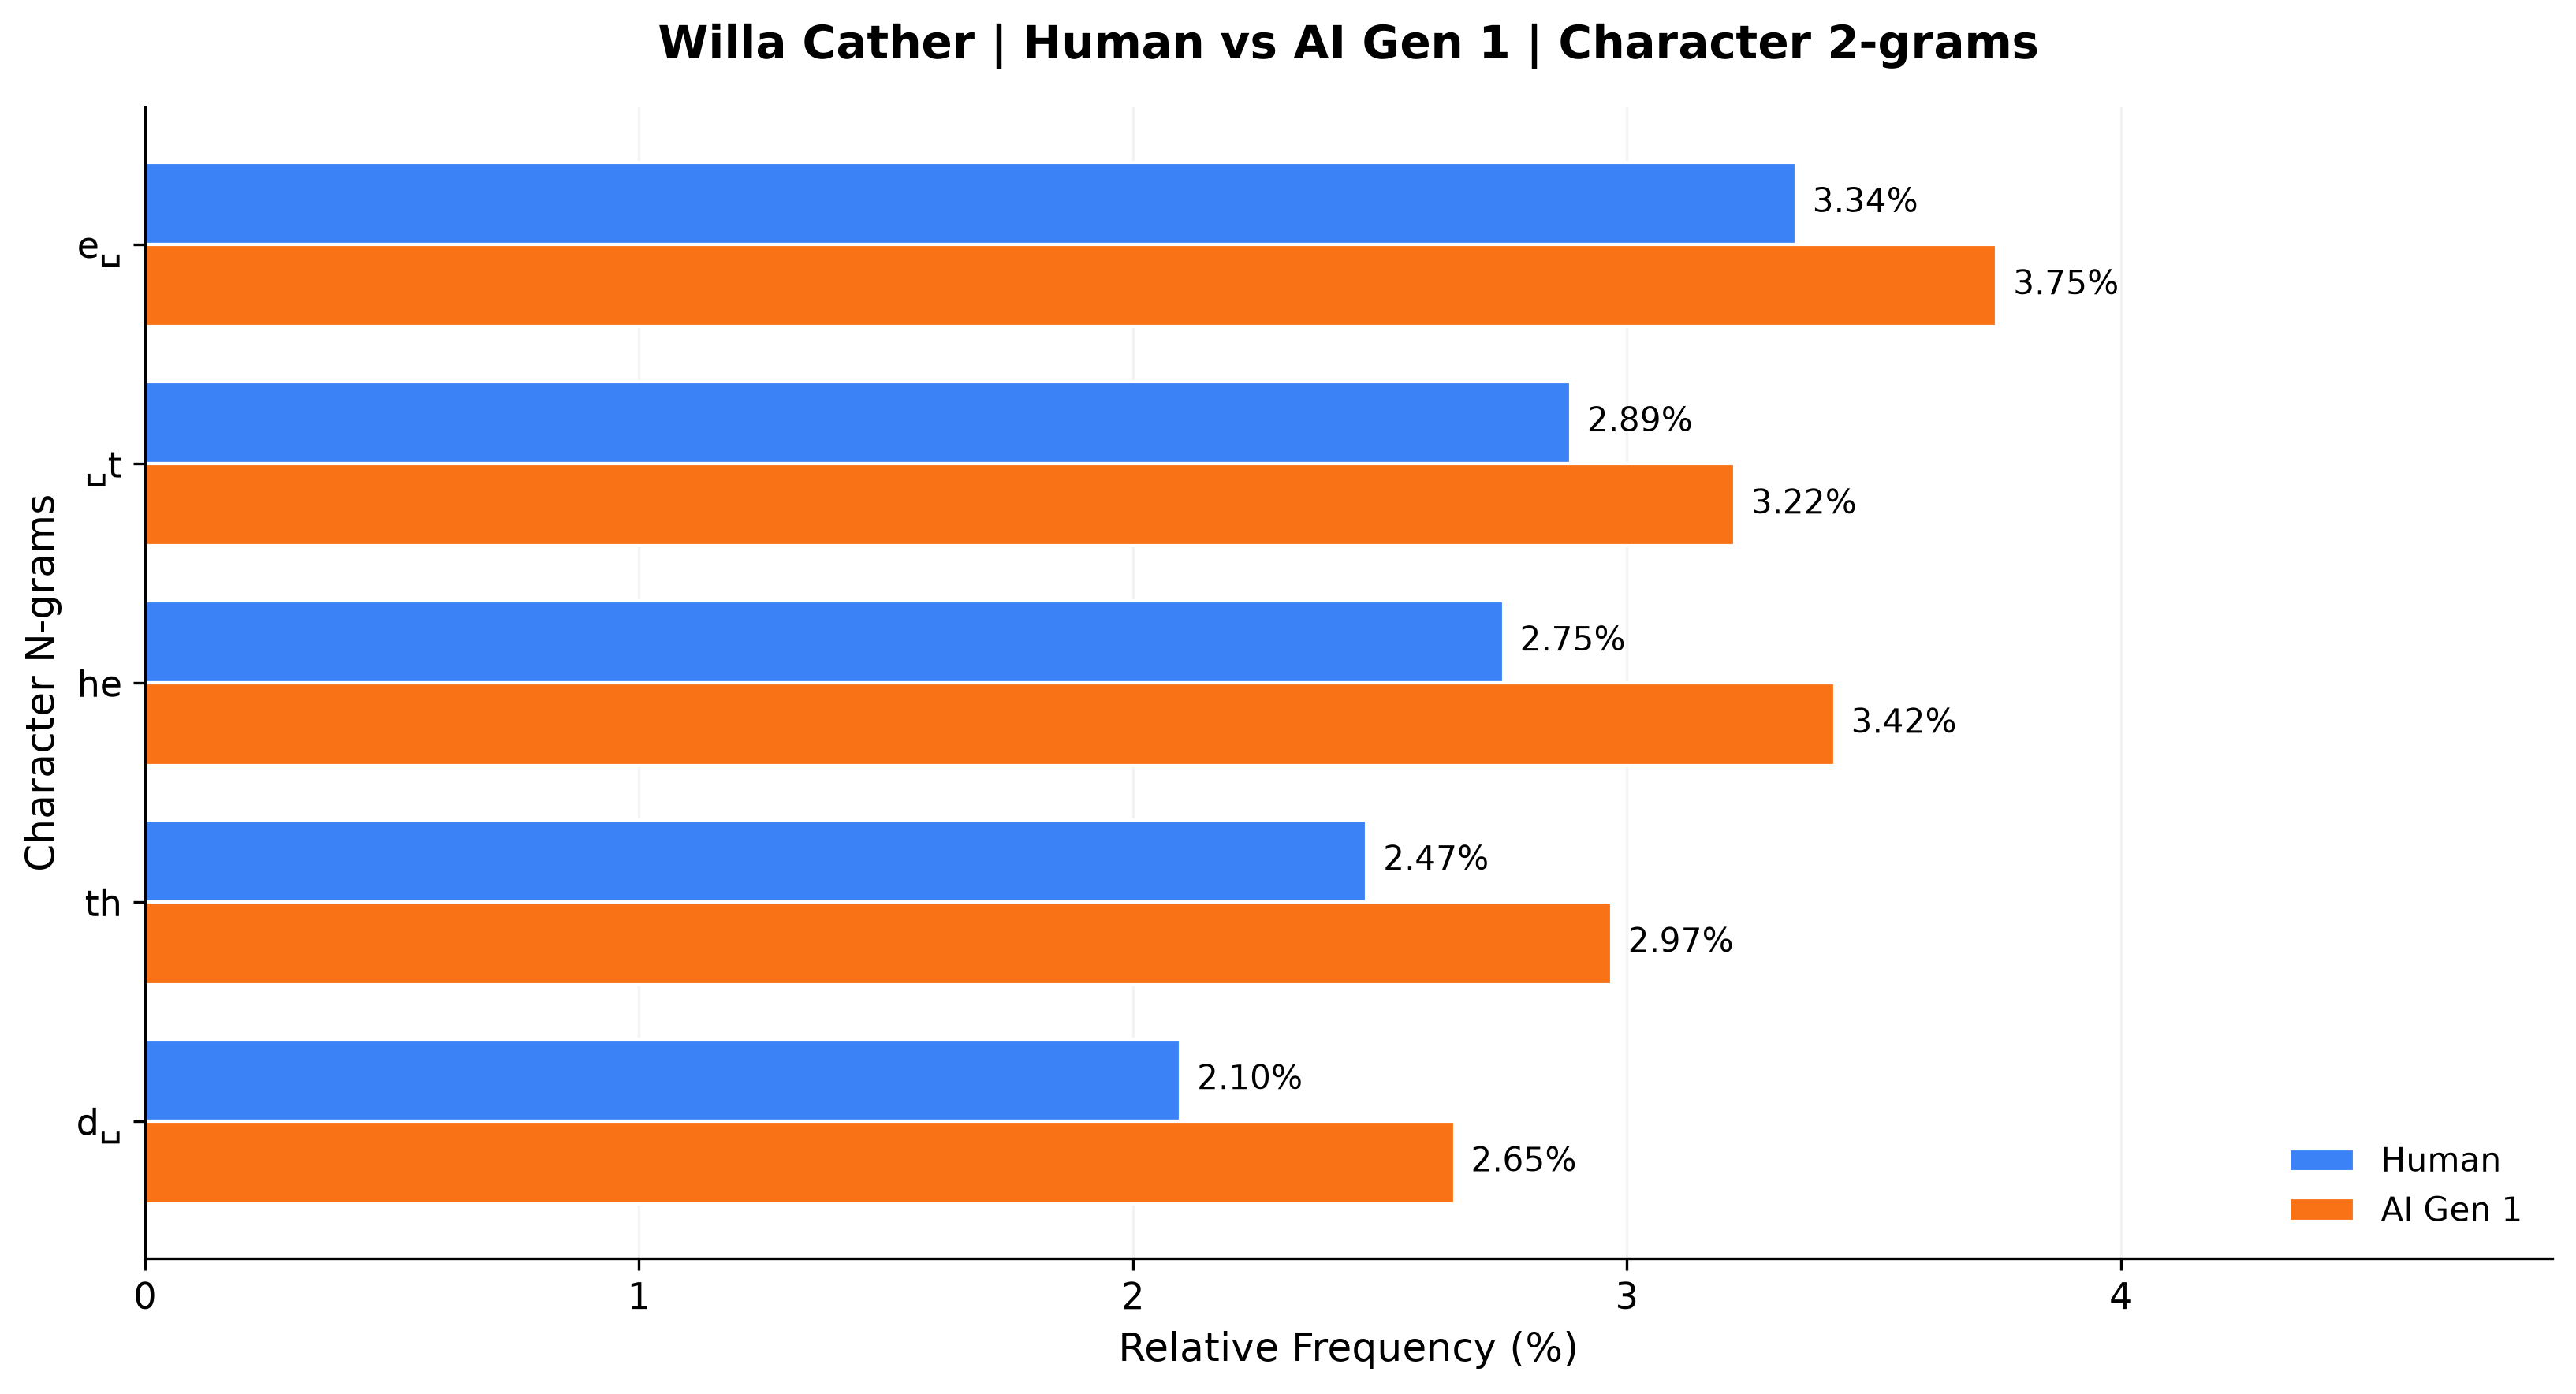 Willa Cather | Human vs AI Gen 1 | Character 2-grams
Character N-grams
e␣
3.34%
3.75%
␣t
2.89%
3.22%
he
2.75%
3.42%
th
2.47%
2.97%
d␣
2.10%
2.65%
Human
AI Gen 1
0 1 2 3 4
Relative Frequency (%)